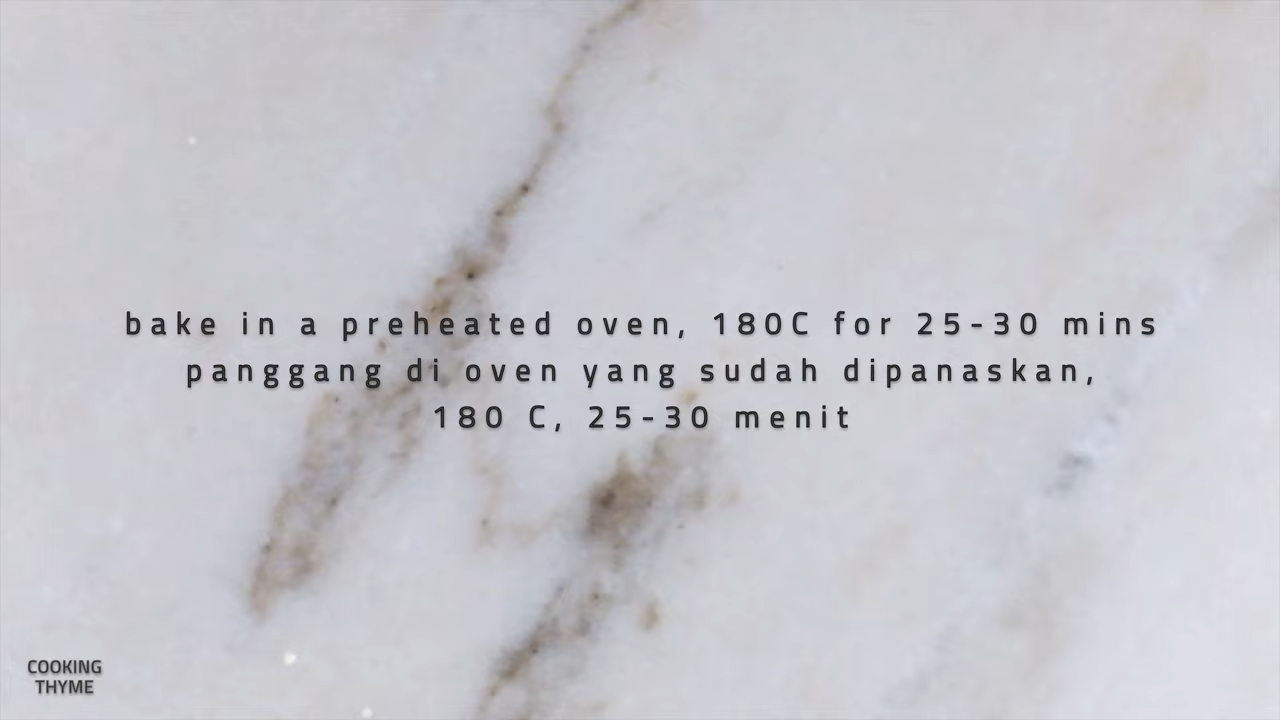 bake in a preheated oven, 180C for 25-30 mins
panggang di oven yang sudah dipanaskan,
180 C, 25-30 menit
COOKING
THYME